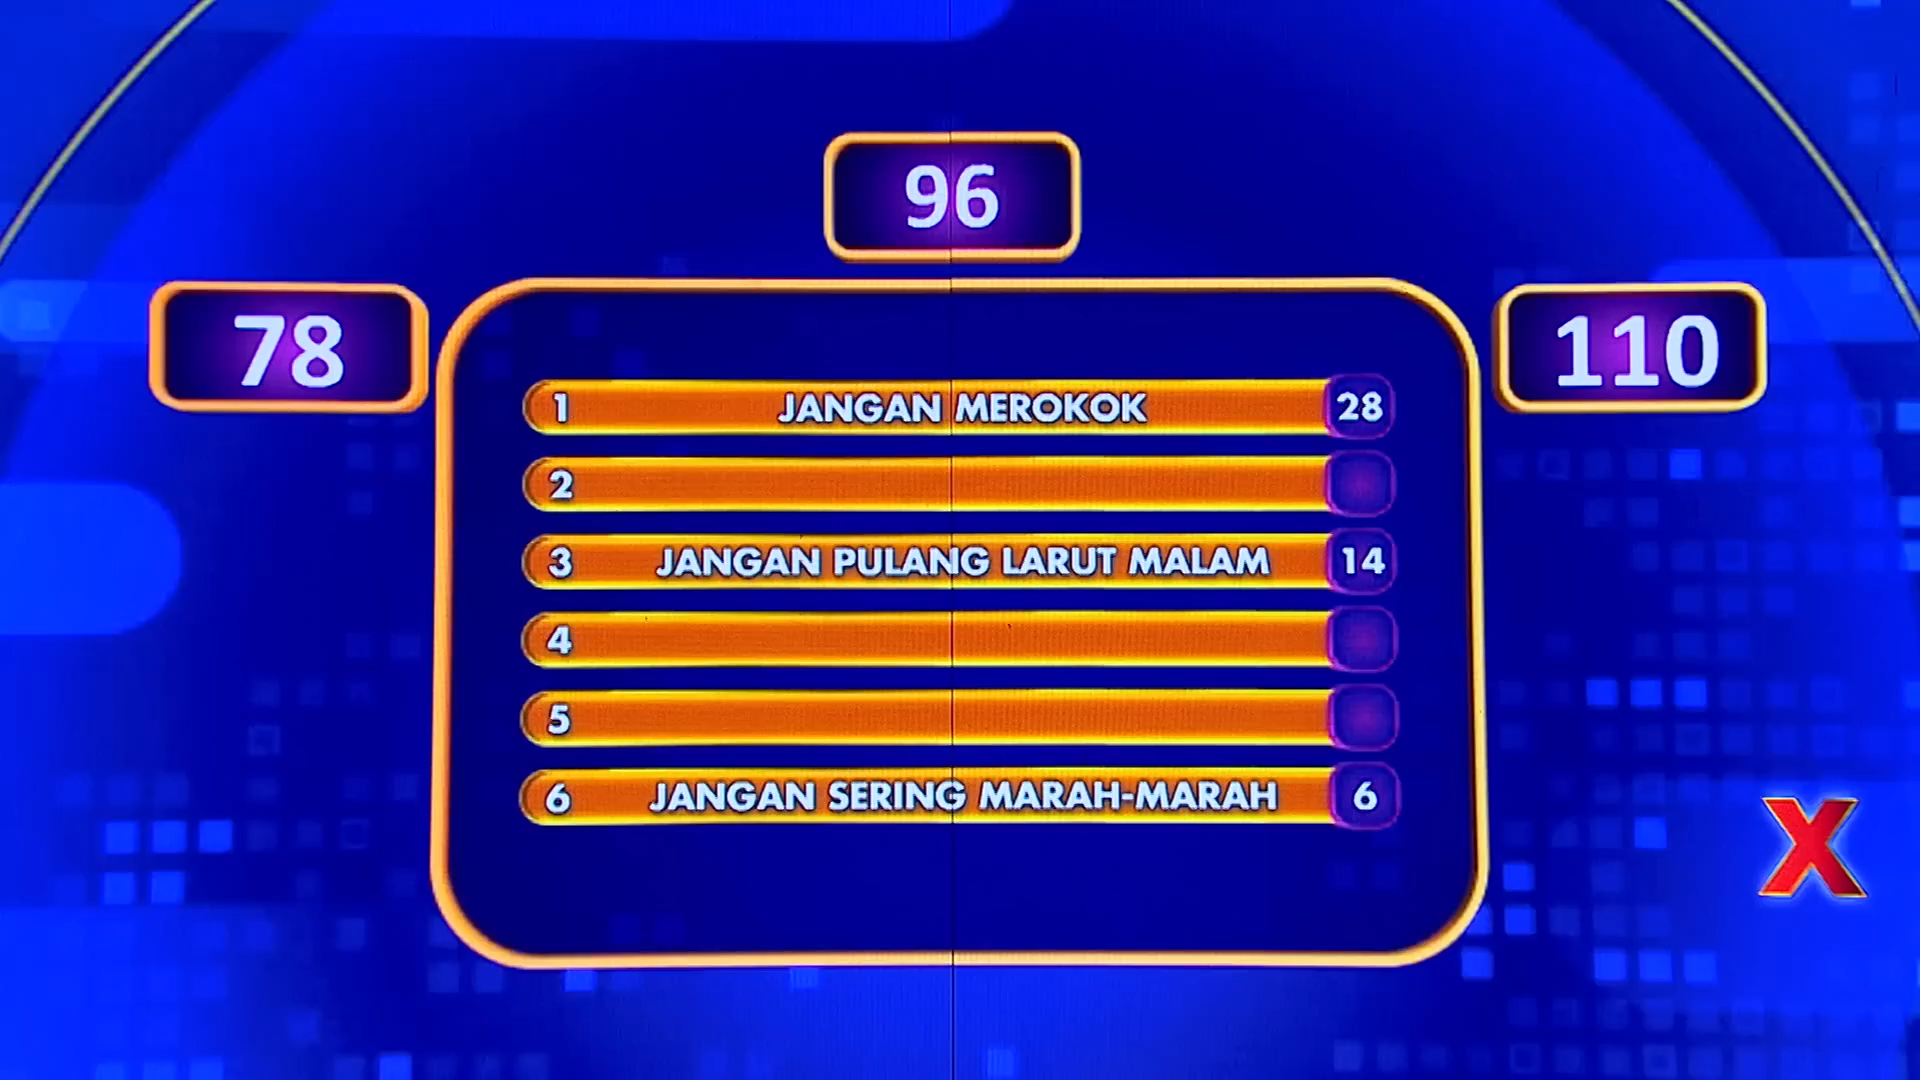 96
78
110
1 JANGAN MEROKOK 28
2
3 JANGAN PULANG LARUT MALAM 14
4
5
6 JANGAN SERING MARAH-MARAH 6
X